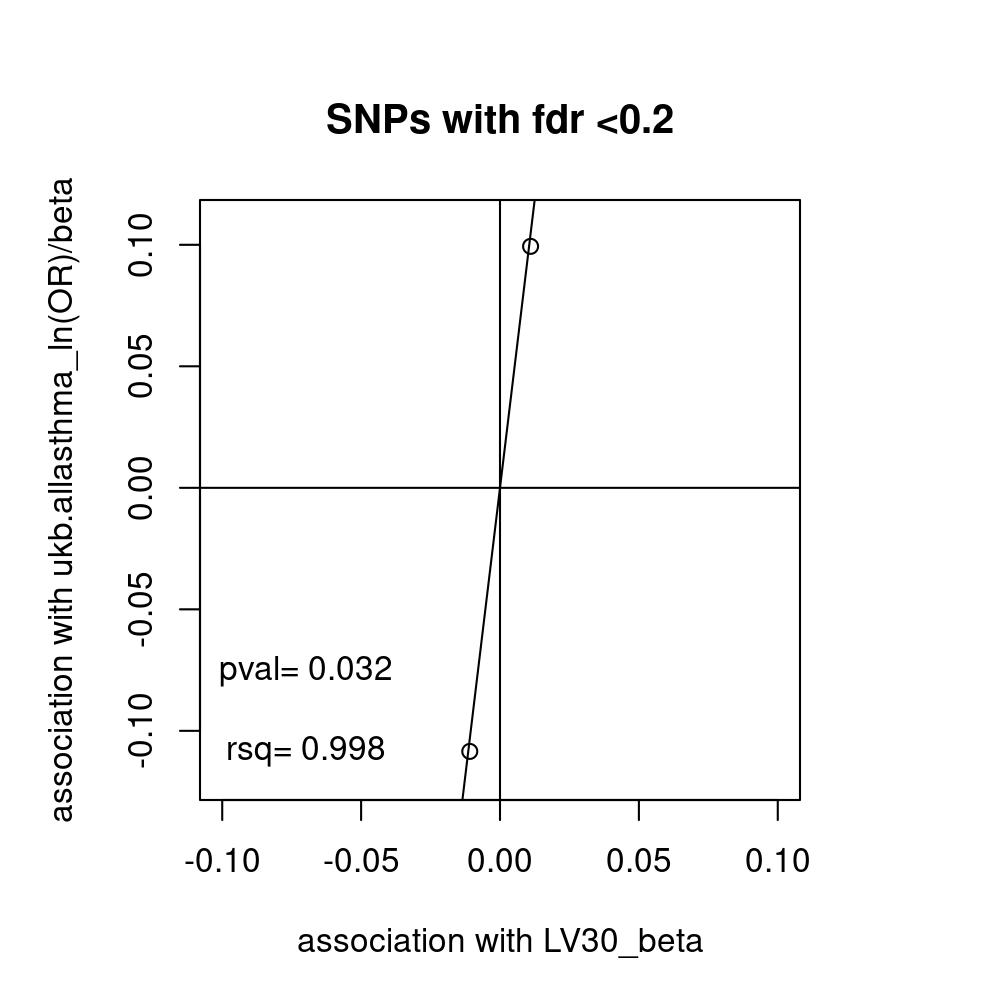 SNPs with fdr <0.2
association with ukb.allasthma_ln(OR)/beta
0.10
0.05
0.00
-0.05
-0.10
pval= 0.032
rsq= 0.998
-0.10 -0.05 0.00 0.05 0.10
association with LV30_beta